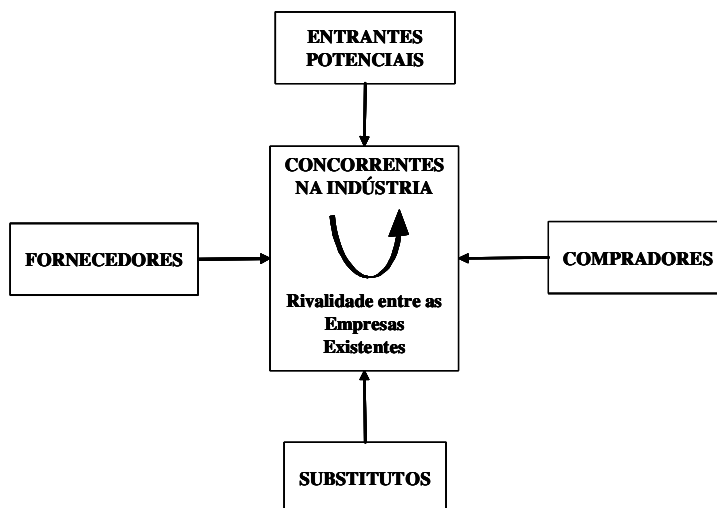 ENTRANTES
POTENCIAIS
CONCORRENTES
NA INDÚSTRIA
FORNECEDORES
COMPRADORES
Rivalidade entre as
Empresas
Existentes
SUBSTITUTOS